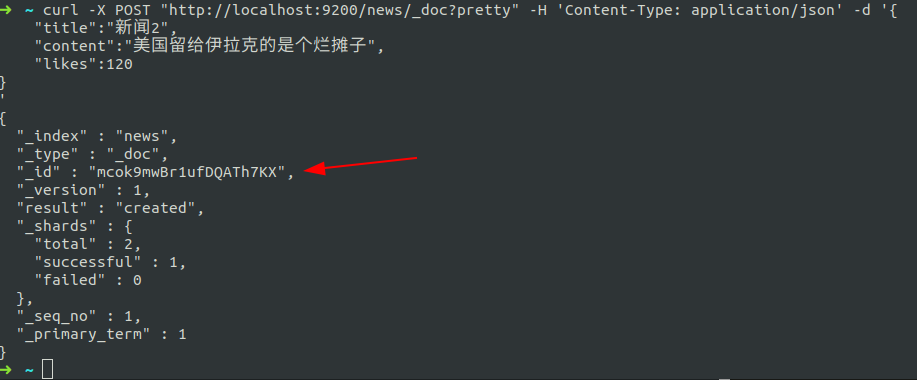 ➜  ~ curl -X POST "http://localhost:9200/news/_doc?pretty" -H 'Content-Type: application/json' -d '{
    "title":"新闻2",
    "content":"美国留给伊拉克的是个烂摊子",
    "likes":120
}
'
{
  "_index" : "news",
  "_type" : "_doc",
  "_id" : "mcok9mwBr1ufDQATh7KX",
  "_version" : 1,
  "result" : "created",
  "_shards" : {
    "total" : 2,
    "successful" : 1,
    "failed" : 0
  },
  "_seq_no" : 1,
  "_primary_term" : 1
}
➜  ~